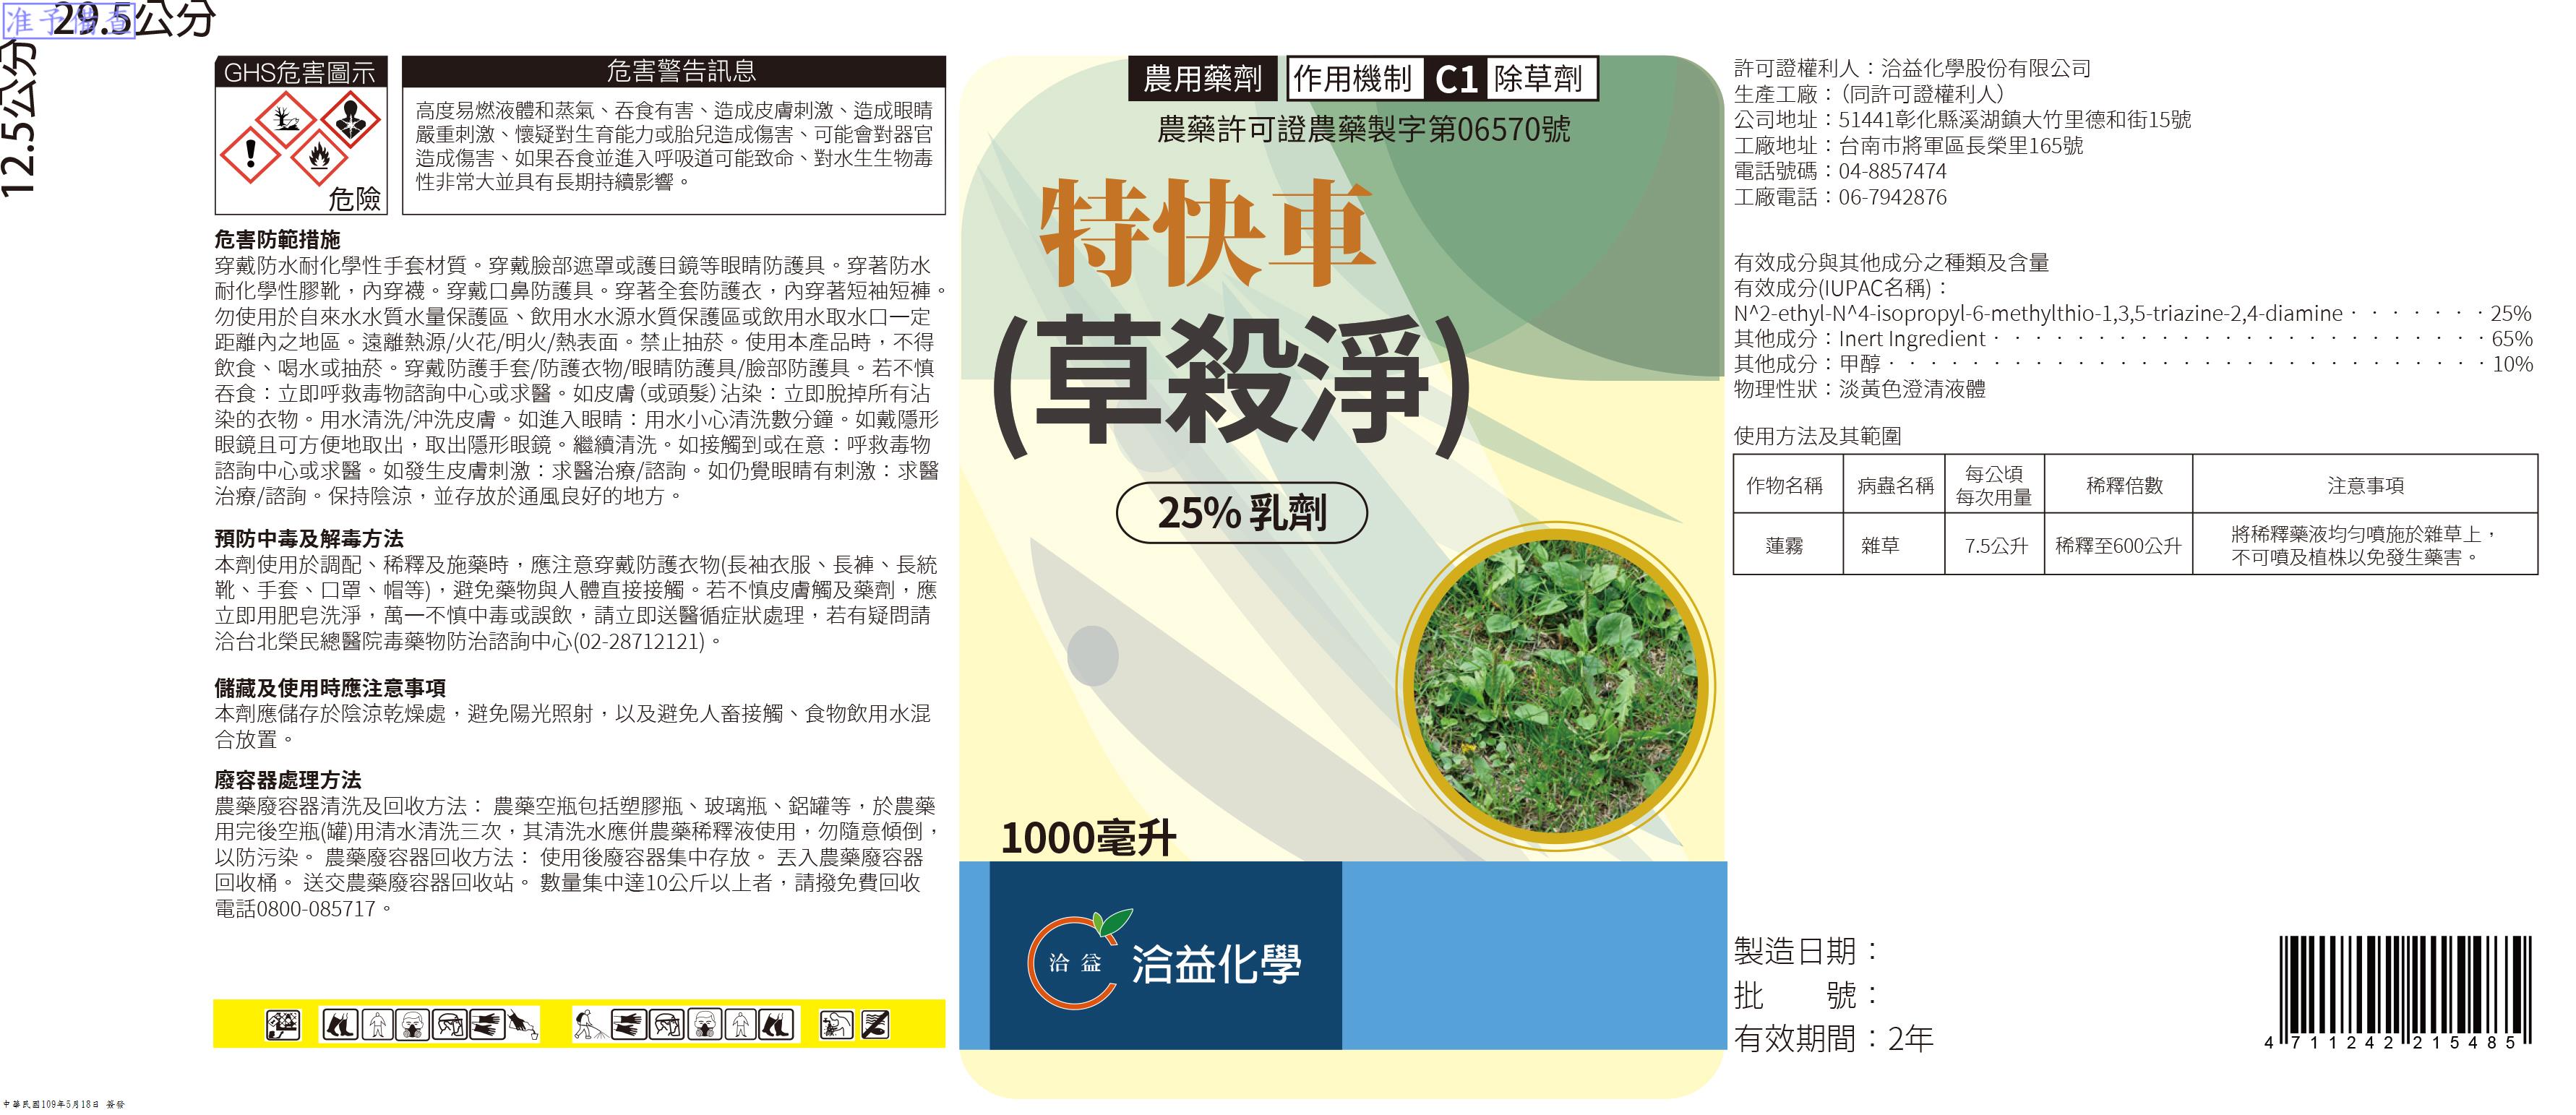 准予備查
29.5公分
12.5公分
GHS危害圖示
危險
危害警告訊息
高度易燃液體和蒸氣、吞食有害、造成皮膚刺激、造成眼睛
嚴重刺激、懷疑對生育能力或胎兒造成傷害、可能會對器官
造成傷害、如果吞食並進入呼吸道可能致命、對水生生物毒
性非常大並具有長期持續影響。
危害防範措施
穿戴防水耐化學性手套材質。穿戴臉部遮罩或護目鏡等眼睛防護具。穿著防水
耐化學性膠靴，內穿襪。穿戴口鼻防護具。穿著全套防護衣，內穿著短袖短褲。
勿使用於自來水水質水量保護區、飲用水水源水質保護區或飲用水取水口一定
距離內之地區。遠離熱源/火花/明火/熱表面。禁止抽菸。使用本產品時，不得
飲食、喝水或抽菸。穿戴防護手套/防護衣物/眼睛防護具/臉部防護具。若不慎
吞食：立即呼救毒物諮詢中心或求醫。如皮膚（或頭髮）沾染：立即脫掉所有沾
染的衣物。用水清洗/沖洗皮膚。如進入眼睛：用水小心清洗數分鐘。如戴隱形
眼鏡且可方便地取出，取出隱形眼鏡。繼續清洗。如接觸到或在意：呼救毒物
諮詢中心或求醫。如發生皮膚刺激：求醫治療/諮詢。如仍覺眼睛有刺激：求醫
治療/諮詢。保持陰涼，並存放於通風良好的地方。
預防中毒及解毒方法
本劑使用於調配、稀釋及施藥時，應注意穿戴防護衣物(長袖衣服、長褲、長統
靴、手套、口罩、帽等)，避免藥物與人體直接接觸。若不慎皮膚觸及藥劑，應
立即用肥皂洗淨，萬一不慎中毒或誤飲，請立即送醫循症狀處理，若有疑問請
洽台北榮民總醫院毒藥物防治諮詢中心(02-28712121)。
儲藏及使用時應注意事項
本劑應儲存於陰涼乾燥處，避免陽光照射，以及避免人畜接觸、食物飲用水混
合放置。
廢容器處理方法
農藥廢容器清洗及回收方法： 農藥空瓶包括塑膠瓶、玻璃瓶、鋁罐等，於農藥
用完後空瓶(罐)用清水清洗三次，其清洗水應併農藥稀釋液使用，勿隨意傾倒，
以防污染。 農藥廢容器回收方法： 使用後廢容器集中存放。 丟入農藥廢容器
回收桶。 送交農藥廢容器回收站。 數量集中達10公斤以上者，請撥免費回收
電話0800-085717。
農用藥劑 作用機制 C1 除草劑
農藥許可證農藥製字第06570號
特快車
(草殺淨)
25% 乳劑
1000毫升
洽益 洽益化學
許可證權利人：洽益化學股份有限公司
生產工廠：（同許可證權利人）
公司地址：51441彰化縣溪湖鎮大竹里德和街15號
工廠地址：台南市將軍區長榮里165號
電話號碼：04-8857474
工廠電話：06-7942876
有效成分與其他成分之種類及含量
有效成分(IUPAC名稱)：
N^2-ethyl-N^4-isopropyl-6-methylthio-1,3,5-triazine-2,4-diamine · · · · · · · 25%
其他成分：Inert Ingredient · · · · · · · · · · · · · · · · · · · · · · 65%
其他成分：甲醇 · · · · · · · · · · · · · · · · · · · · · · · · · · 10%
物理性狀：淡黃色澄清液體
使用方法及其範圍
作物名稱 病蟲名稱 每公頃每次用量 稀釋倍數 注意事項
蓮霧 雜草 7.5公升 稀釋至600公升 將稀釋藥液均勻噴施於雜草上，
不可噴及植株以免發生藥害。
製造日期：
批 號：
有效期間：2年
4 711242 215485
中華民國109年5月18日 簽發